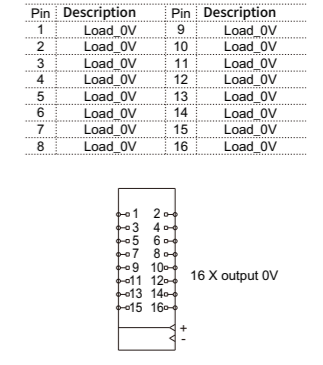 Pin Description Pin Description
1 Load_0V 9 Load_0V
2 Load_0V 10 Load_0V
3 Load_0V 11 Load_0V
4 Load_0V 12 Load_0V
5 Load_0V 13 Load_0V
6 Load_0V 14 Load_0V
7 Load_0V 15 Load_0V
8 Load_0V 16 Load_0V
1 2
3 4
5 6
7 8
9 10
11 12
13 14
15 16
16 X output 0V
+
-